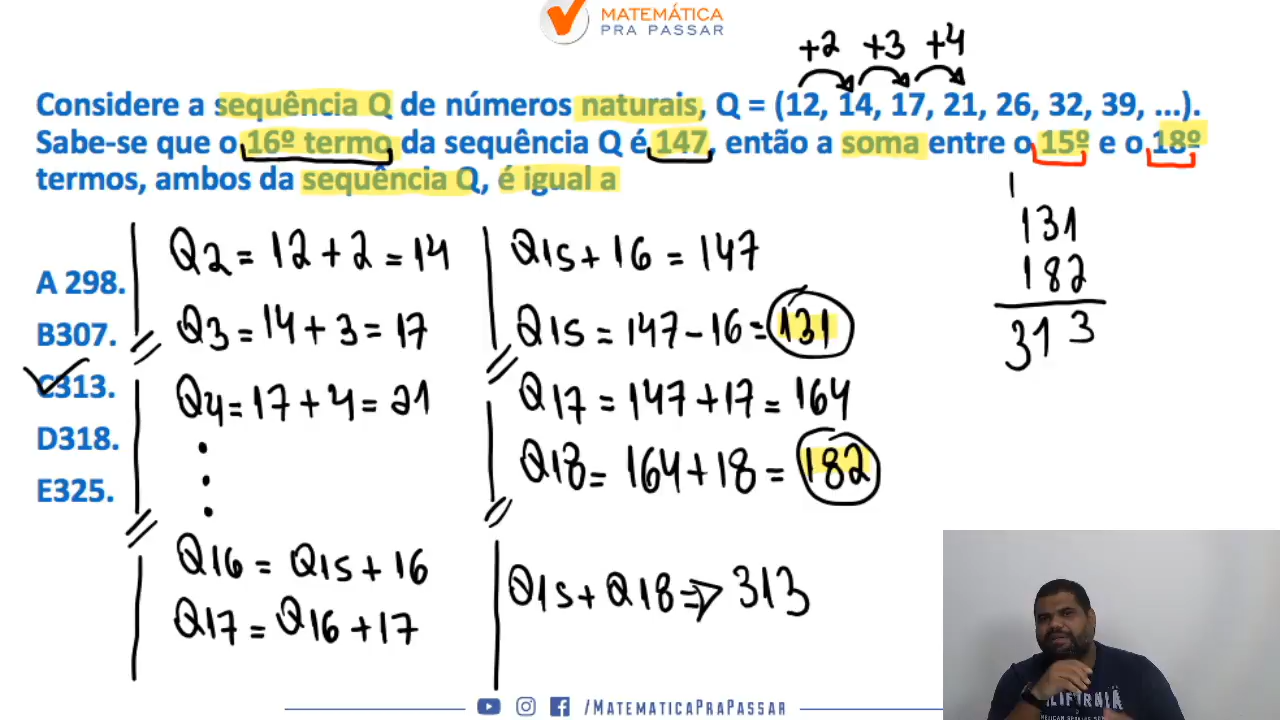 MATEMÁTICA
PRA PASSAR
+2 +3 +4
Considere a sequência Q de números naturais, Q = (12, 14, 17, 21, 26, 32, 39, ...).
Sabe-se que o 16º termo da sequência Q é 147, então a soma entre o 15º e o 18º
termos, ambos da sequência Q, é igual a
A 298.
B307.
C313.
D318.
E325.
Q2 = 12 + 2 = 14
Q3 = 14 + 3 = 17
Q4 = 17 + 4 = 21
Q16 = Q15 + 16
Q17 = Q16 + 17
Q15 + 16 = 147
Q15 = 147 - 16 = 131
Q17 = 147 + 17 = 164
Q18 = 164 + 18 = 182
Q15 + Q18 => 313
1
131
182
313
CALIFORNIA
/MATEMATICAPRAPASSAR